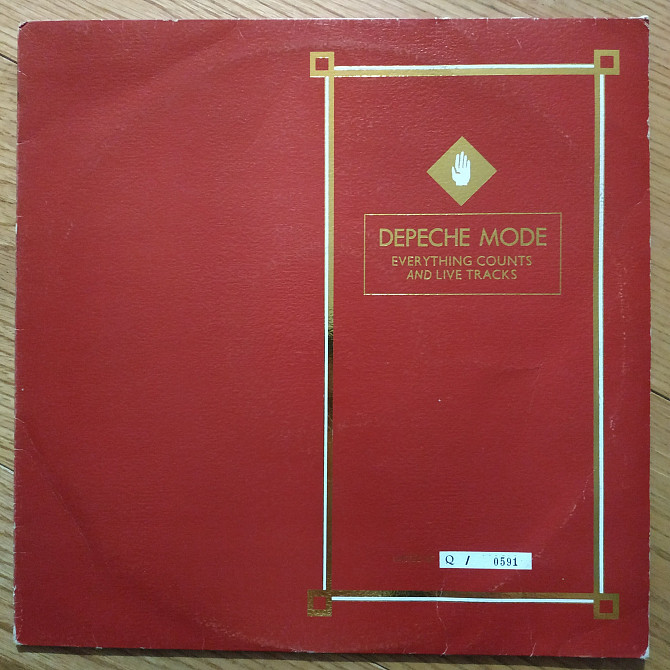 DEPECHE MODE
EVERYTHING COUNTS
AND LIVE TRACKS
Q / 0591